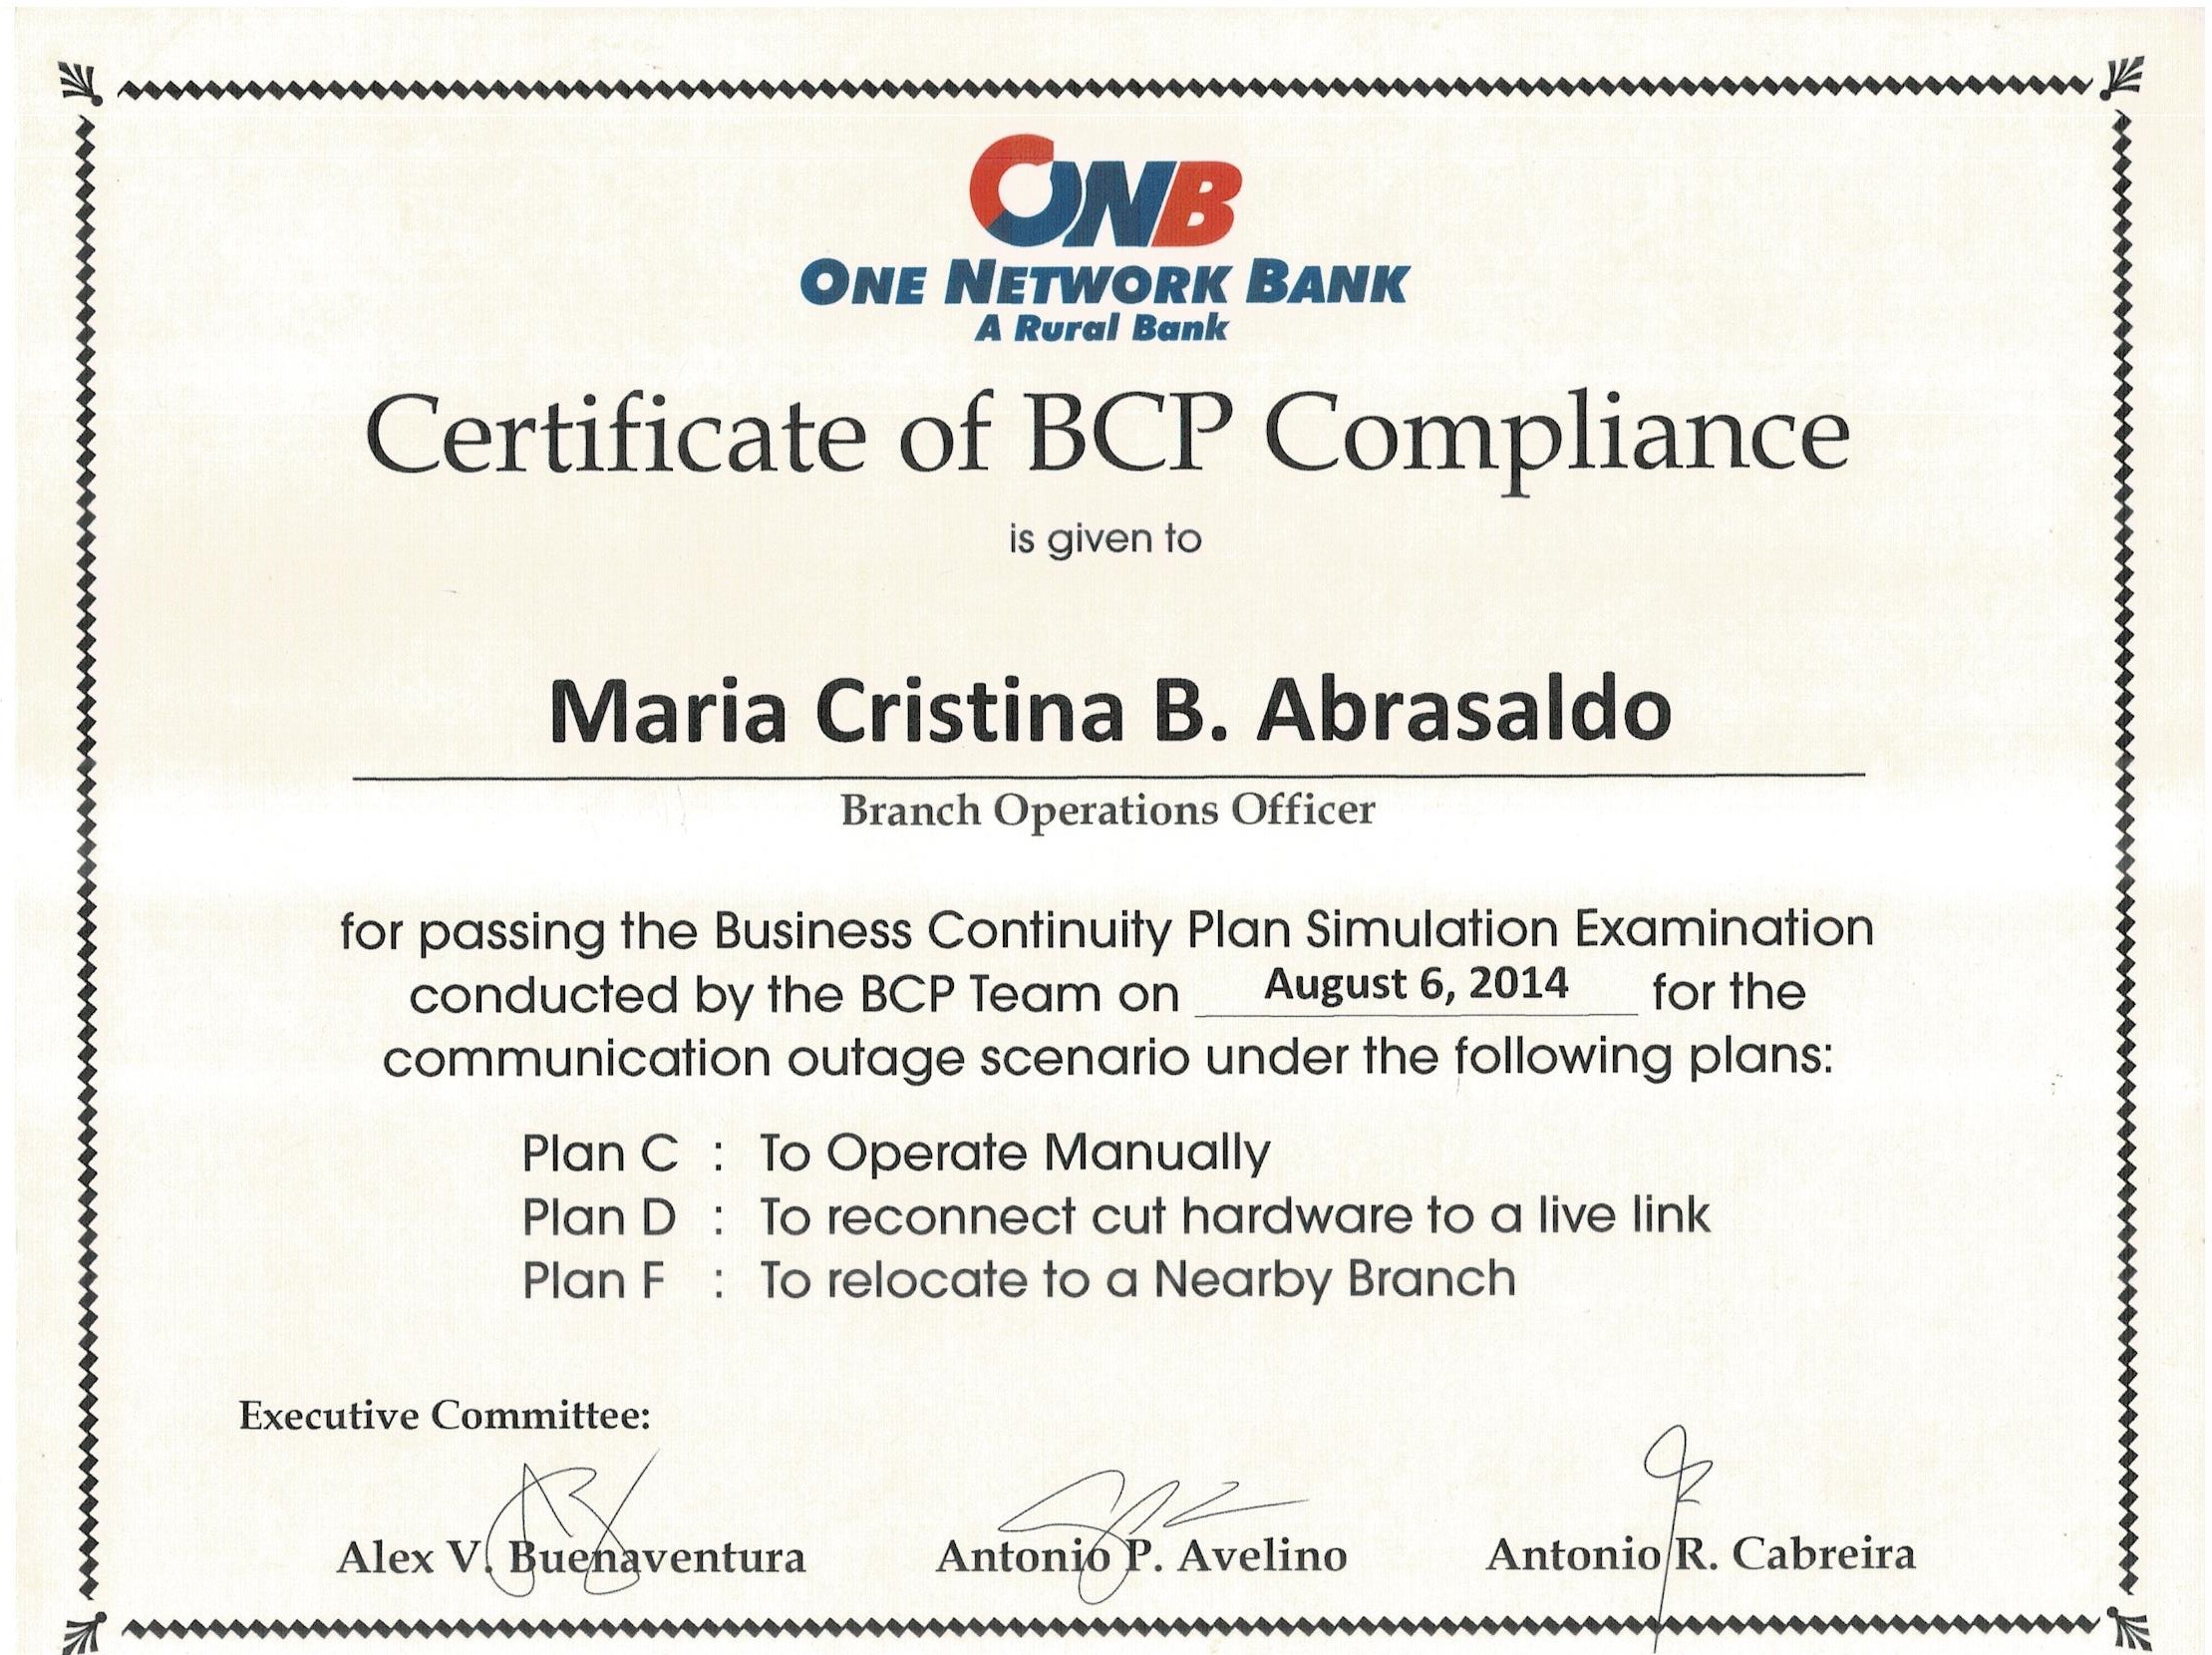 ONB
ONE NETWORK BANK
A Rural Bank
Certificate of BCP Compliance
is given to
Maria Cristina B. Abrasaldo
Branch Operations Officer
for passing the Business Continuity Plan Simulation Examination
conducted by the BCP Team on August 6, 2014 for the
communication outage scenario under the following plans:
Plan C : To Operate Manually
Plan D : To reconnect cut hardware to a live link
Plan F : To relocate to a Nearby Branch
Executive Committee:
Alex V. Buenaventura Antonio P. Avelino Antonio R. Cabreira